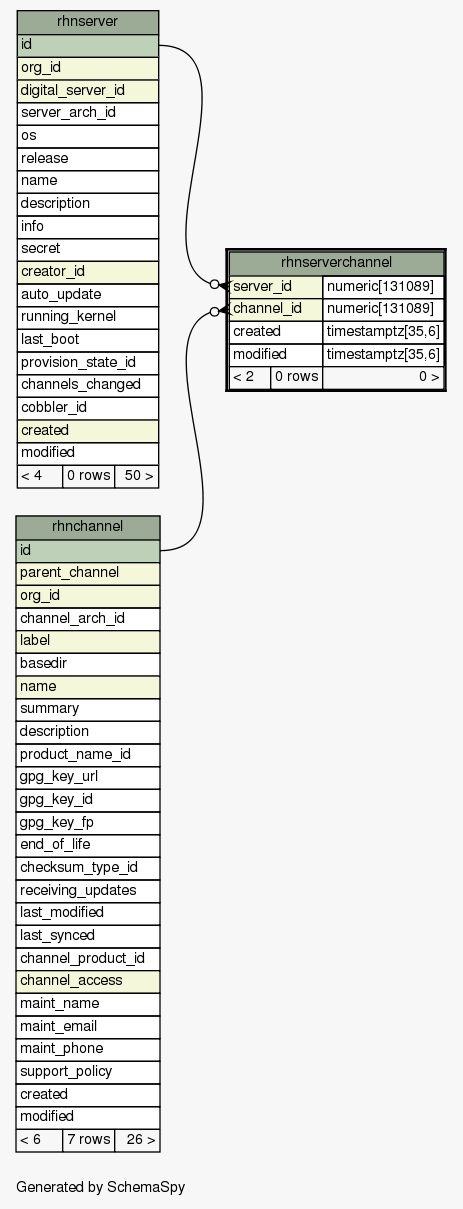 rhnserver
id
org_id
digital_server_id
server_arch_id
os
release
name
description
info
secret
creator_id
auto_update
running_kernel
last_boot
provision_state_id
channels_changed
cobbler_id
created
modified
< 4 0 rows 50 >
rhnserverchannel
server_id numeric[131089]
channel_id numeric[131089]
created timestamptz[35,6]
modified timestamptz[35,6]
< 2 0 rows 0 >
rhnchannel
id
parent_channel
org_id
channel_arch_id
label
basedir
name
summary
description
product_name_id
gpg_key_url
gpg_key_id
gpg_key_fp
end_of_life
checksum_type_id
receiving_updates
last_modified
last_synced
channel_product_id
channel_access
maint_name
maint_email
maint_phone
support_policy
created
modified
< 6 7 rows 26 >
Generated by SchemaSpy